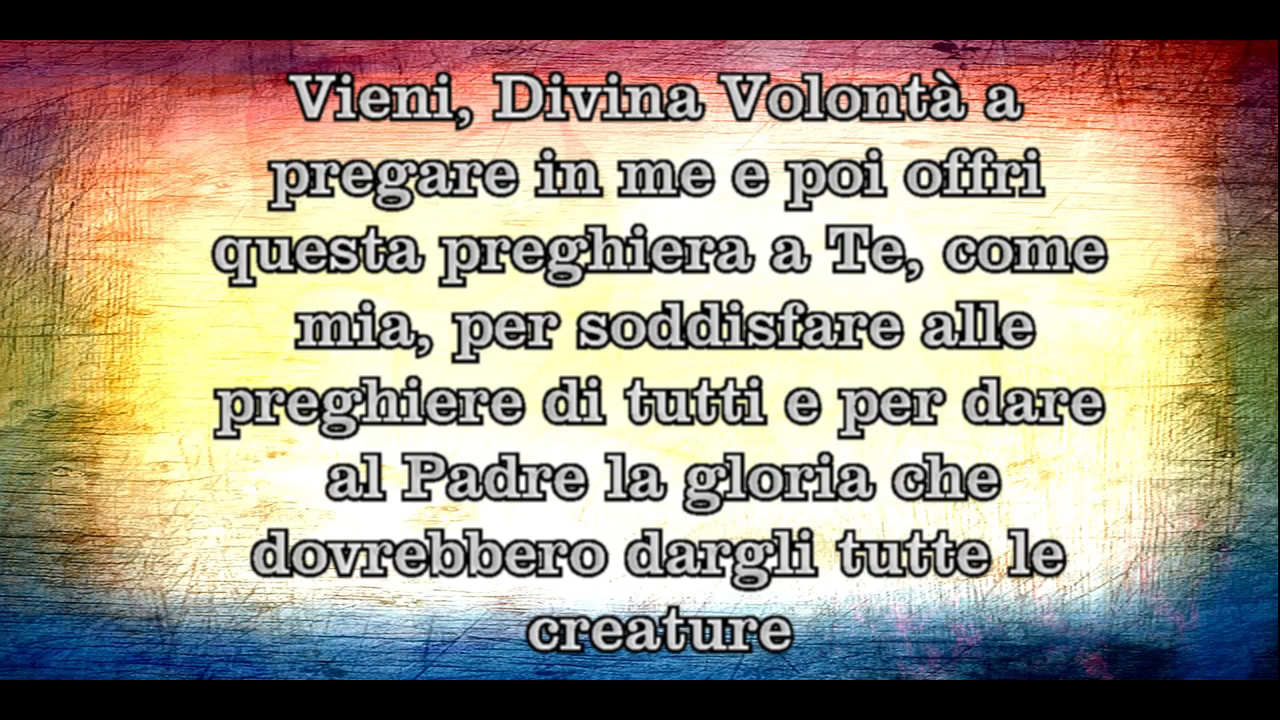 Vieni, Divina Volontà a
pregare in me e poi offri
questa preghiera a Te, come
mia, per soddisfare alle
preghiere di tutti e per dare
al Padre la gloria che
dovrebbero dargli tutte le
creature